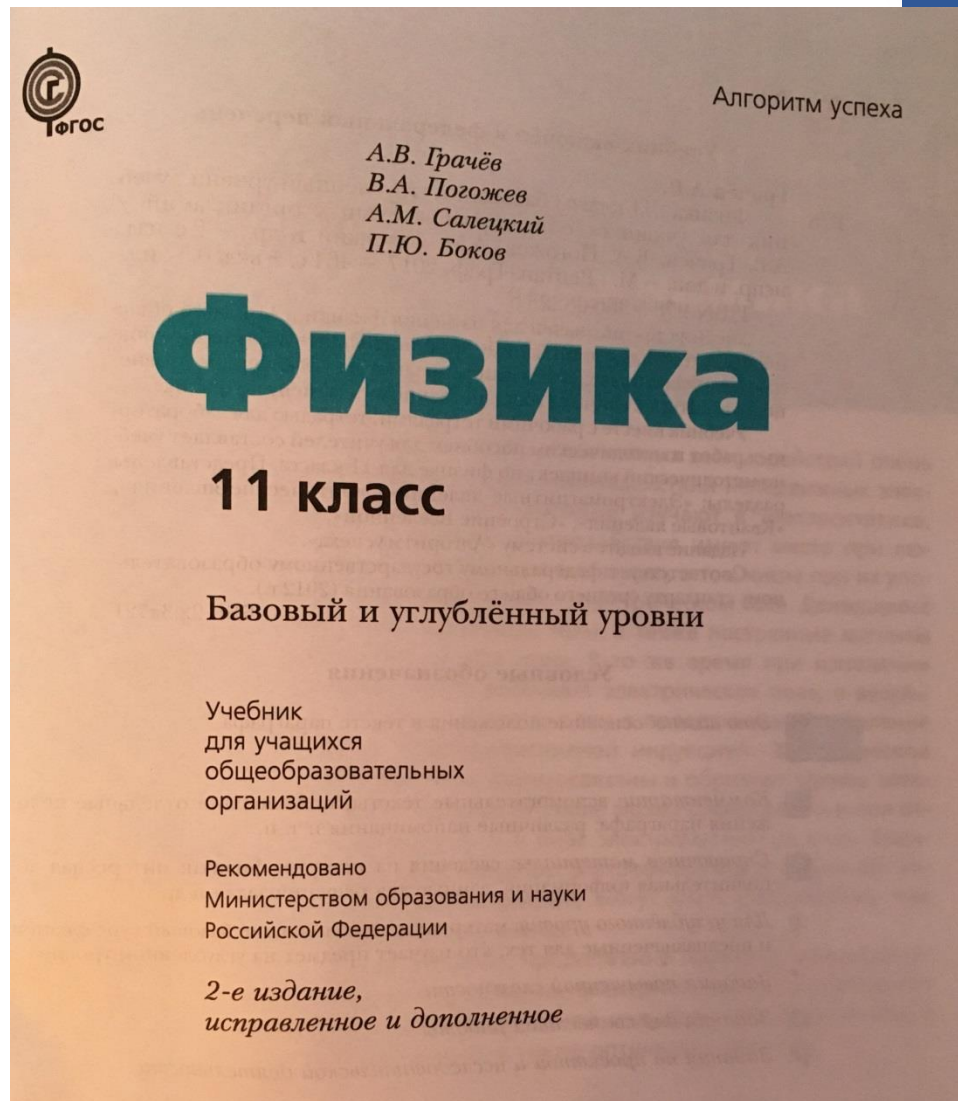 ФГОС
Алгоритм успеха
А.В. Грачёв
В.А. Погожев
А.М. Салецкий
П.Ю. Боков
Физика
11 класс
Базовый и углублённый уровни
Учебник
для учащихся
общеобразовательных
организаций
Рекомендовано
Министерством образования и науки
Российской Федерации
2-е издание,
исправленное и дополненное